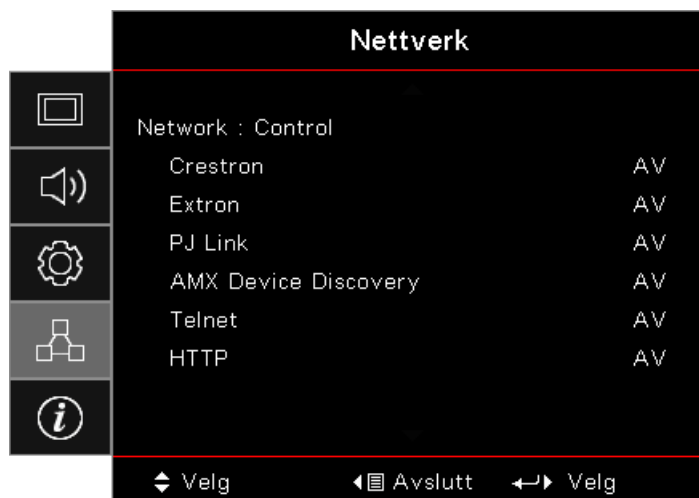 Nettverk
Network : Control
Crestron AV
Extron AV
PJ Link AV
AMX Device Discovery AV
Telnet AV
HTTP AV
Velg Avslutt Velg